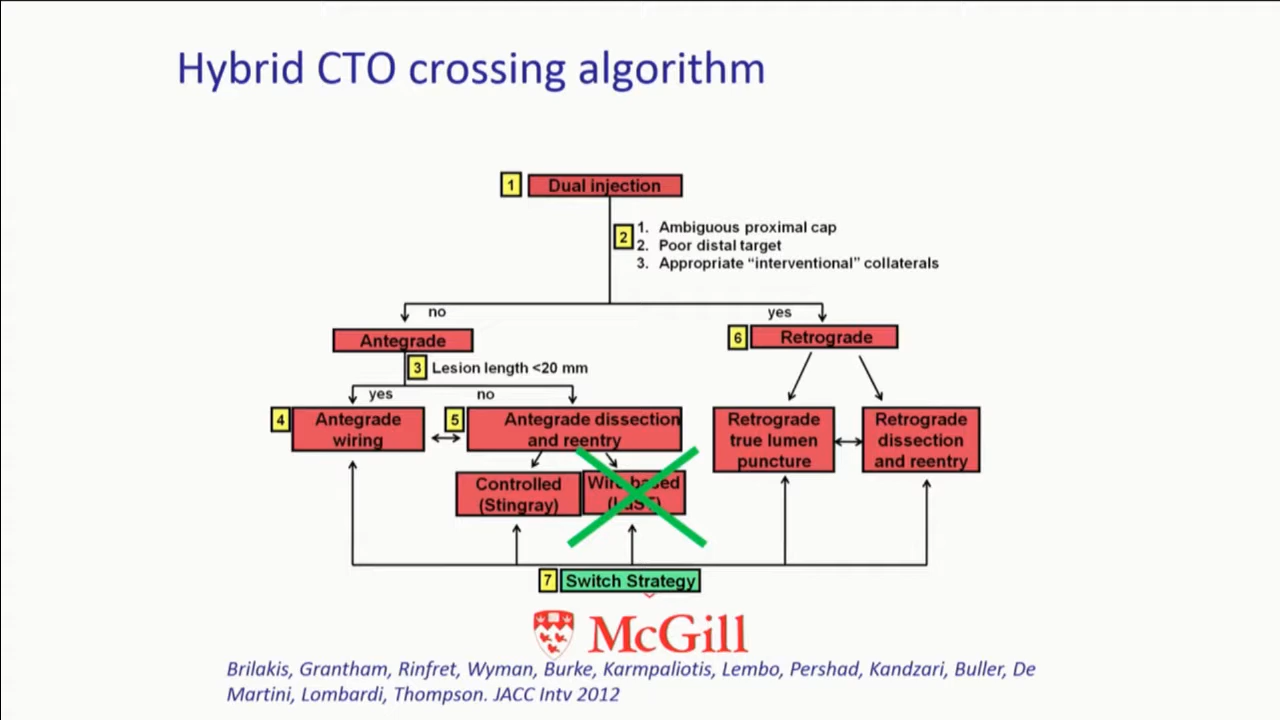 Hybrid CTO crossing algorithm
1 Dual injection
2
1. Ambiguous proximal cap
2. Poor distal target
3. Appropriate “interventional” collaterals
no
yes
Antegrade
6 Retrograde
3 Lesion length <20 mm
yes
no
4 Antegrade
wiring
5 Antegrade dissection
and reentry
Retrograde
true lumen
puncture
Retrograde
dissection
and reentry
Controlled
(Stingray)
Wire based
7 Switch Strategy
McGill
Brilakis, Grantham, Rinfret, Wyman, Burke, Karmpaliotis, Lembo, Pershad, Kandzari, Buller, De
Martini, Lombardi, Thompson. JACC Intv 2012